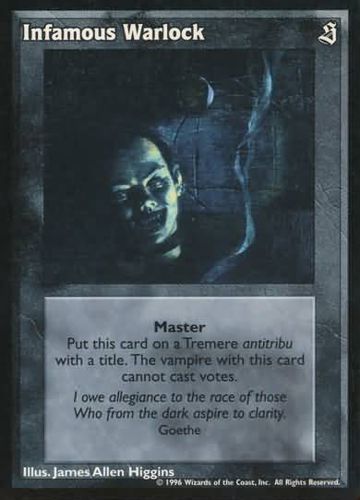 Infamous Warlock
Master
Put this card on a Tremere antitribu
with a title. The vampire with this card
cannot cast votes.
I owe allegiance to the race of those
Who from the dark aspire to clarity.
Goethe
Illus. James Allen Higgins
© 1996 Wizards of the Coast, Inc. All Rights Reserved.